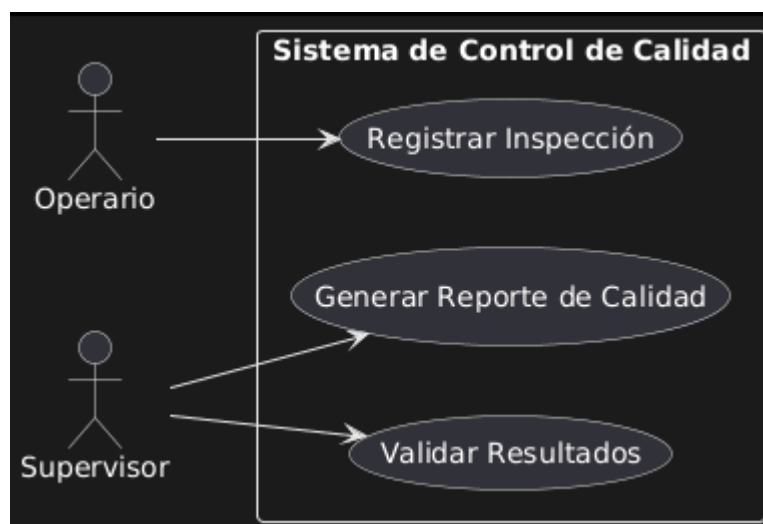 Sistema de Control de Calidad
Registrar Inspección
Operario
Generar Reporte de Calidad
Validar Resultados
Supervisor